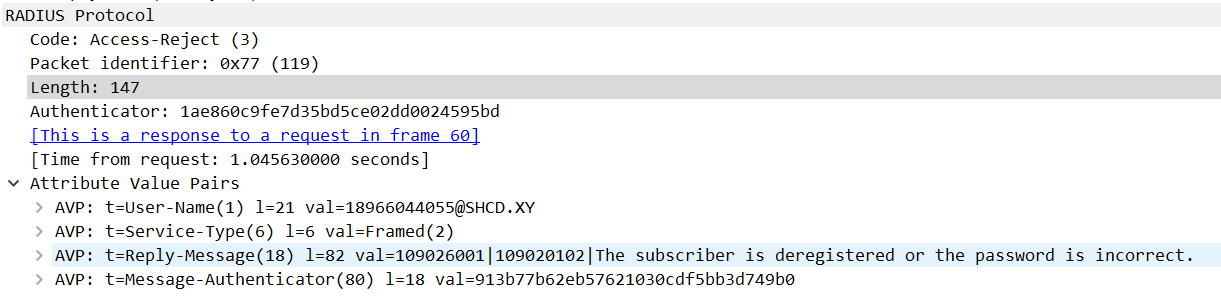 RADIUS Protocol
Code: Access-Reject (3)
Packet identifier: 0x77 (119)
Length: 147
Authenticator: 1ae860c9fe7d35bd5ce02dd0024595bd
[This is a response to a request in frame 60]
[Time from request: 1.045630000 seconds]
Attribute Value Pairs
AVP: t=User-Name(1) l=21 val=18966044055@SHCD.XY
AVP: t=Service-Type(6) l=6 val=Framed(2)
AVP: t=Reply-Message(18) l=82 val=109026001|109020102|The subscriber is deregistered or the password is incorrect.
AVP: t=Message-Authenticator(80) l=18 val=913b77b62eb57621030cdf5bb3d749b0